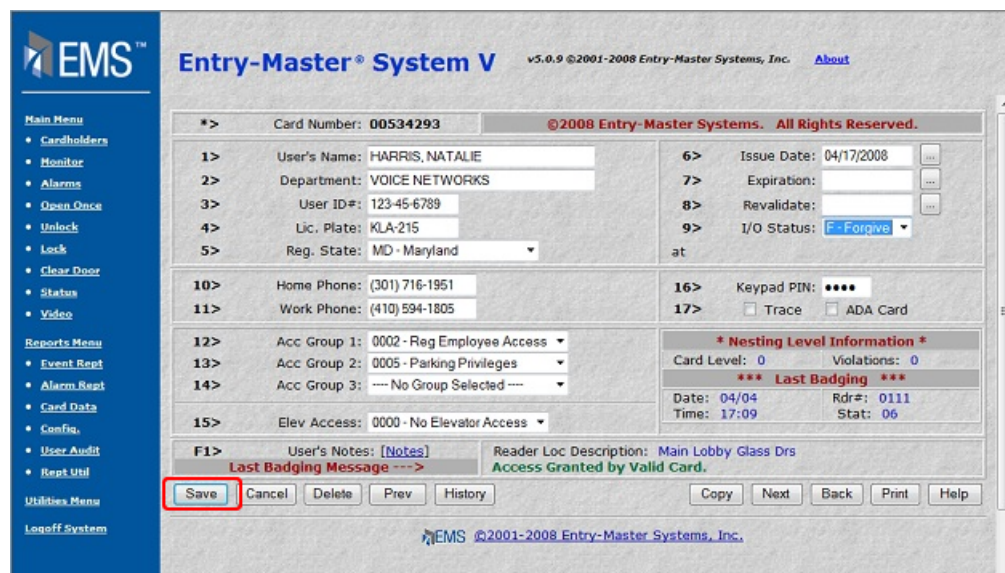 EMS™
Entry-Master® System V v5.0.9 ©2001-2008 Entry-Master Systems, Inc. About
Main Menu
• Cardholders
• Monitor
• Alarms
• Open Once
• Unlock
• Lock
• Clear Door
• Status
• Video
Reports Menu
• Event Rept
• Alarm Rept
• Card Data
• Config.
• User Audit
• Rept Util
Utilities Menu
Logoff System
*> Card Number: 00534293 ©2008 Entry-Master Systems. All Rights Reserved.
1> User's Name: HARRIS, NATALIE
2> Department: VOICE NETWORKS
3> User ID#: 123-45-6789
4> Lic. Plate: KLA-215
5> Reg. State: MD - Maryland
6> Issue Date: 04/17/2008 ...
7> Expiration: ...
8> Revalidate: ...
9> I/O Status: F - Forgive
at
10> Home Phone: (301) 716-1951
11> Work Phone: (410) 594-1805
16> Keypad PIN: ••••
17> Trace ADA Card
12> Acc Group 1: 0002 - Reg Employee Access
13> Acc Group 2: 0005 - Parking Privileges
14> Acc Group 3: ---- No Group Selected ----
15> Elev Access: 0000 - No Elevator Access
* Nesting Level Information *
Card Level: 0 Violations: 0
*** Last Badging ***
Date: 04/04 Rdr#: 0111
Time: 17:09 Stat: 06
F1> User's Notes: [Notes] Reader Loc Description: Main Lobby Glass Drs
Last Badging Message ---> Access Granted by Valid Card.
Save Cancel Delete Prev History Copy Next Back Print Help
EMS ©2001-2008 Entry-Master Systems, Inc.